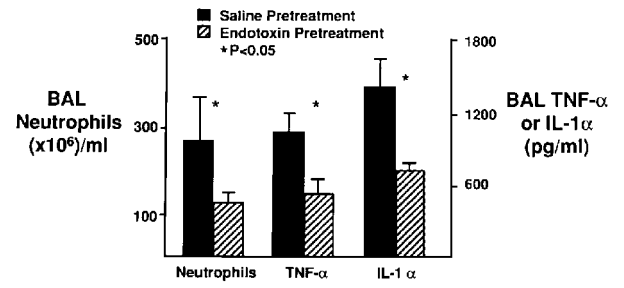 Saline Pretreatment
Endotoxin Pretreatment
*P<0.05
500
300
100
BAL
Neutrophils
(x10⁶)/ml
*
*
*
1800
1200
600
BAL TNF-α
or IL-1α
(pg/ml)
Neutrophils TNF-α IL-1 α